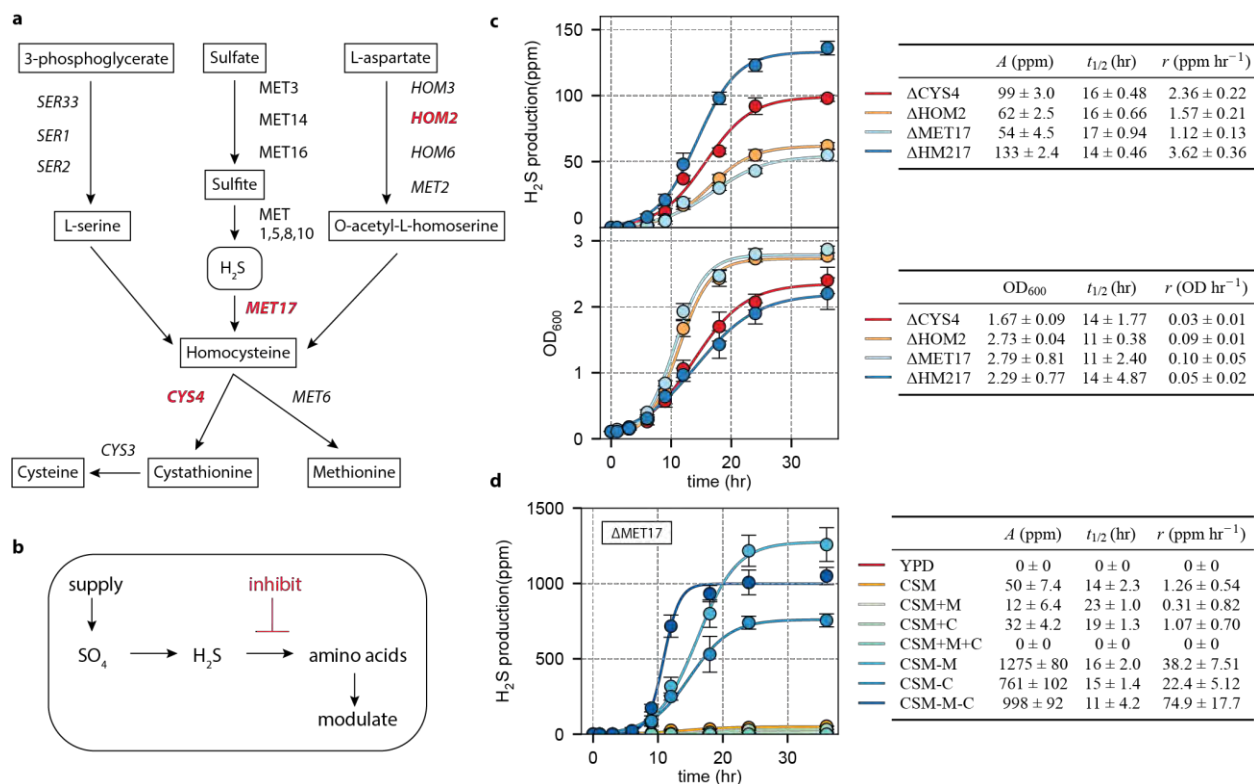 a
3-phosphoglycerate
Sulfate
L-aspartate
SER33
SER1
SER2
MET3
MET14
MET16
HOM3
HOM2
HOM6
MET2
Sulfite
L-serine
MET
1,5,8,10
O-acetyl-L-homoserine
H2S
MET17
Homocysteine
CYS4
MET6
CYS3
Cysteine
Cystathionine
Methionine
b
supply
inhibit
SO4
H2S
amino acids
modulate
c
H2S production(ppm)
150
100
50
0
OD600
3
2
1
0
0 10 20 30
time (hr)
A (ppm) t1/2 (hr) r (ppm hr−1)
ΔCYS4 99 ± 3.0 16 ± 0.48 2.36 ± 0.22
ΔHOM2 62 ± 2.5 16 ± 0.66 1.57 ± 0.21
ΔMET17 54 ± 4.5 17 ± 0.94 1.12 ± 0.13
ΔHM217 133 ± 2.4 14 ± 0.46 3.62 ± 0.36
OD600 t1/2 (hr) r (OD hr−1)
ΔCYS4 1.67 ± 0.09 14 ± 1.77 0.03 ± 0.01
ΔHOM2 2.73 ± 0.04 11 ± 0.38 0.09 ± 0.01
ΔMET17 2.79 ± 0.81 11 ± 2.40 0.10 ± 0.05
ΔHM217 2.29 ± 0.77 14 ± 4.87 0.05 ± 0.02
d
H2S production(ppm)
1500
1000
500
0
ΔMET17
0 10 20 30
time (hr)
A (ppm) t1/2 (hr) r (ppm hr−1)
YPD 0 ± 0 0 ± 0 0 ± 0
CSM 50 ± 7.4 14 ± 2.3 1.26 ± 0.54
CSM+M 12 ± 6.4 23 ± 1.0 0.31 ± 0.82
CSM+C 32 ± 4.2 19 ± 1.3 1.07 ± 0.70
CSM+M+C 0 ± 0 0 ± 0 0 ± 0
CSM-M 1275 ± 80 16 ± 2.0 38.2 ± 7.51
CSM-C 761 ± 102 15 ± 1.4 22.4 ± 5.12
CSM-M-C 998 ± 92 11 ± 4.2 74.9 ± 17.7